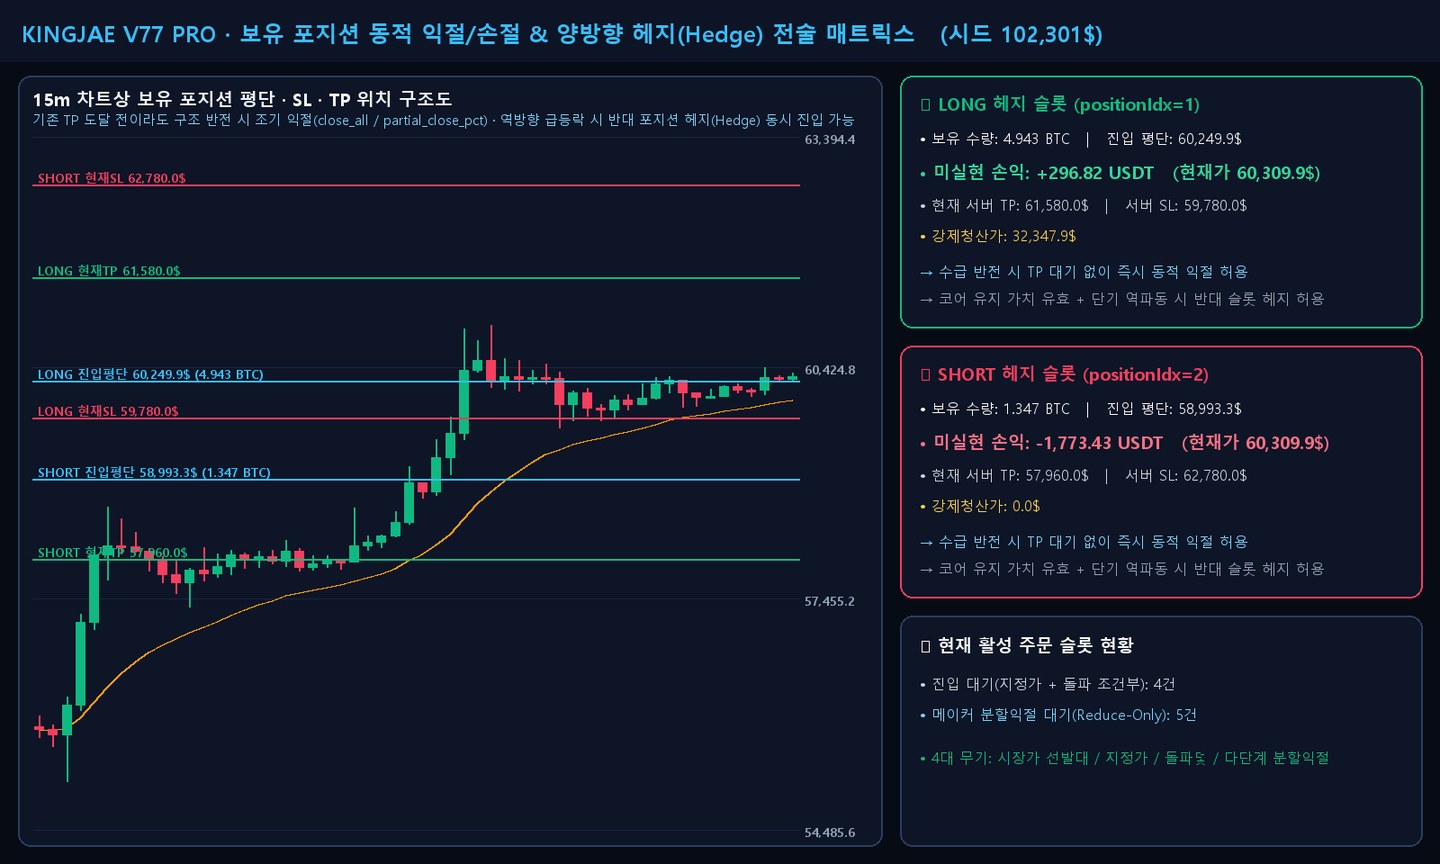 KINGJAE V77 PRO · 보유 포지션 동적 익절/손절 & 양방향 헤지(Hedge) 전술 매트릭스 (시드 102,301$)
15m 차트상 보유 포지션 평단 · SL · TP 위치 구조도
기존 TP 도달 전이라도 구조 반전 시 조기 익절(close_all / partial_close_pct) · 역방향 급등락 시 반대 포지션 헤지(Hedge) 동시 진입 가능
63,394.4
SHORT 현재SL 62,780.0$
LONG 현재TP 61,580.0$
LONG 진입평단 60,249.9$ (4.943 BTC)
60,424.8
LONG 현재SL 59,780.0$
SHORT 진입평단 58,993.3$ (1.347 BTC)
SHORT 현재TP 57,960.0$
57,455.2
54,485.6
LONG 헤지 슬롯 (positionIdx=1)
• 보유 수량: 4.943 BTC | 진입 평단: 60,249.9$
• 미실현 손익: +296.82 USDT (현재가 60,309.9$)
• 현재 서버 TP: 61,580.0$ | 서버 SL: 59,780.0$
• 강제청산가: 32,347.9$
→ 수급 반전 시 TP 대기 없이 즉시 동적 익절 허용
→ 코어 유지 가치 유효 + 단기 역파동 시 반대 슬롯 헤지 허용
SHORT 헤지 슬롯 (positionIdx=2)
• 보유 수량: 1.347 BTC | 진입 평단: 58,993.3$
• 미실현 손익: -1,773.43 USDT (현재가 60,309.9$)
• 현재 서버 TP: 57,960.0$ | 서버 SL: 62,780.0$
• 강제청산가: 0.0$
→ 수급 반전 시 TP 대기 없이 즉시 동적 익절 허용
→ 코어 유지 가치 유효 + 단기 역파동 시 반대 슬롯 헤지 허용
현재 활성 주문 슬롯 현황
• 진입 대기(지정가 + 돌파 조건부): 4건
• 메이커 분할익절 대기(Reduce-Only): 5건
• 4대 무기: 시장가 선발대 / 지정가 / 돌파덫 / 다단계 분할익절